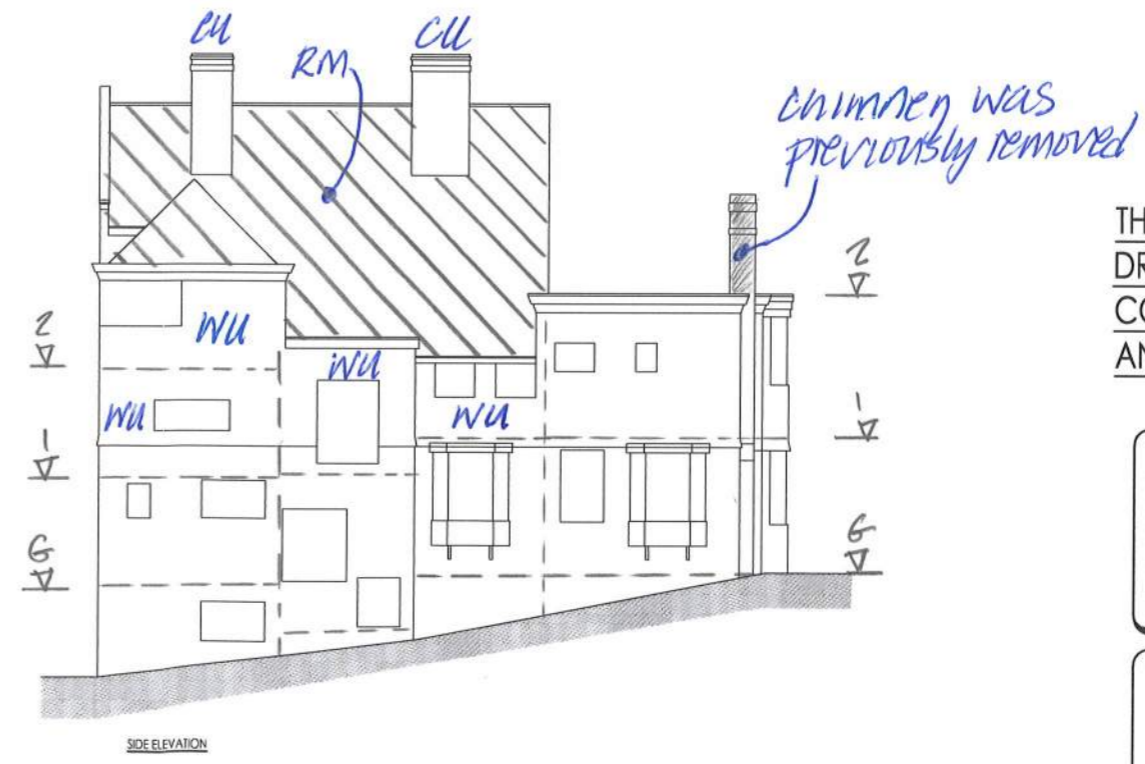 CU
CU
RM
chimney was
previously removed
TH
DR
CO
AN
2
2
WU
WU
WU
WU
1
1
G
G
SIDE ELEVATION